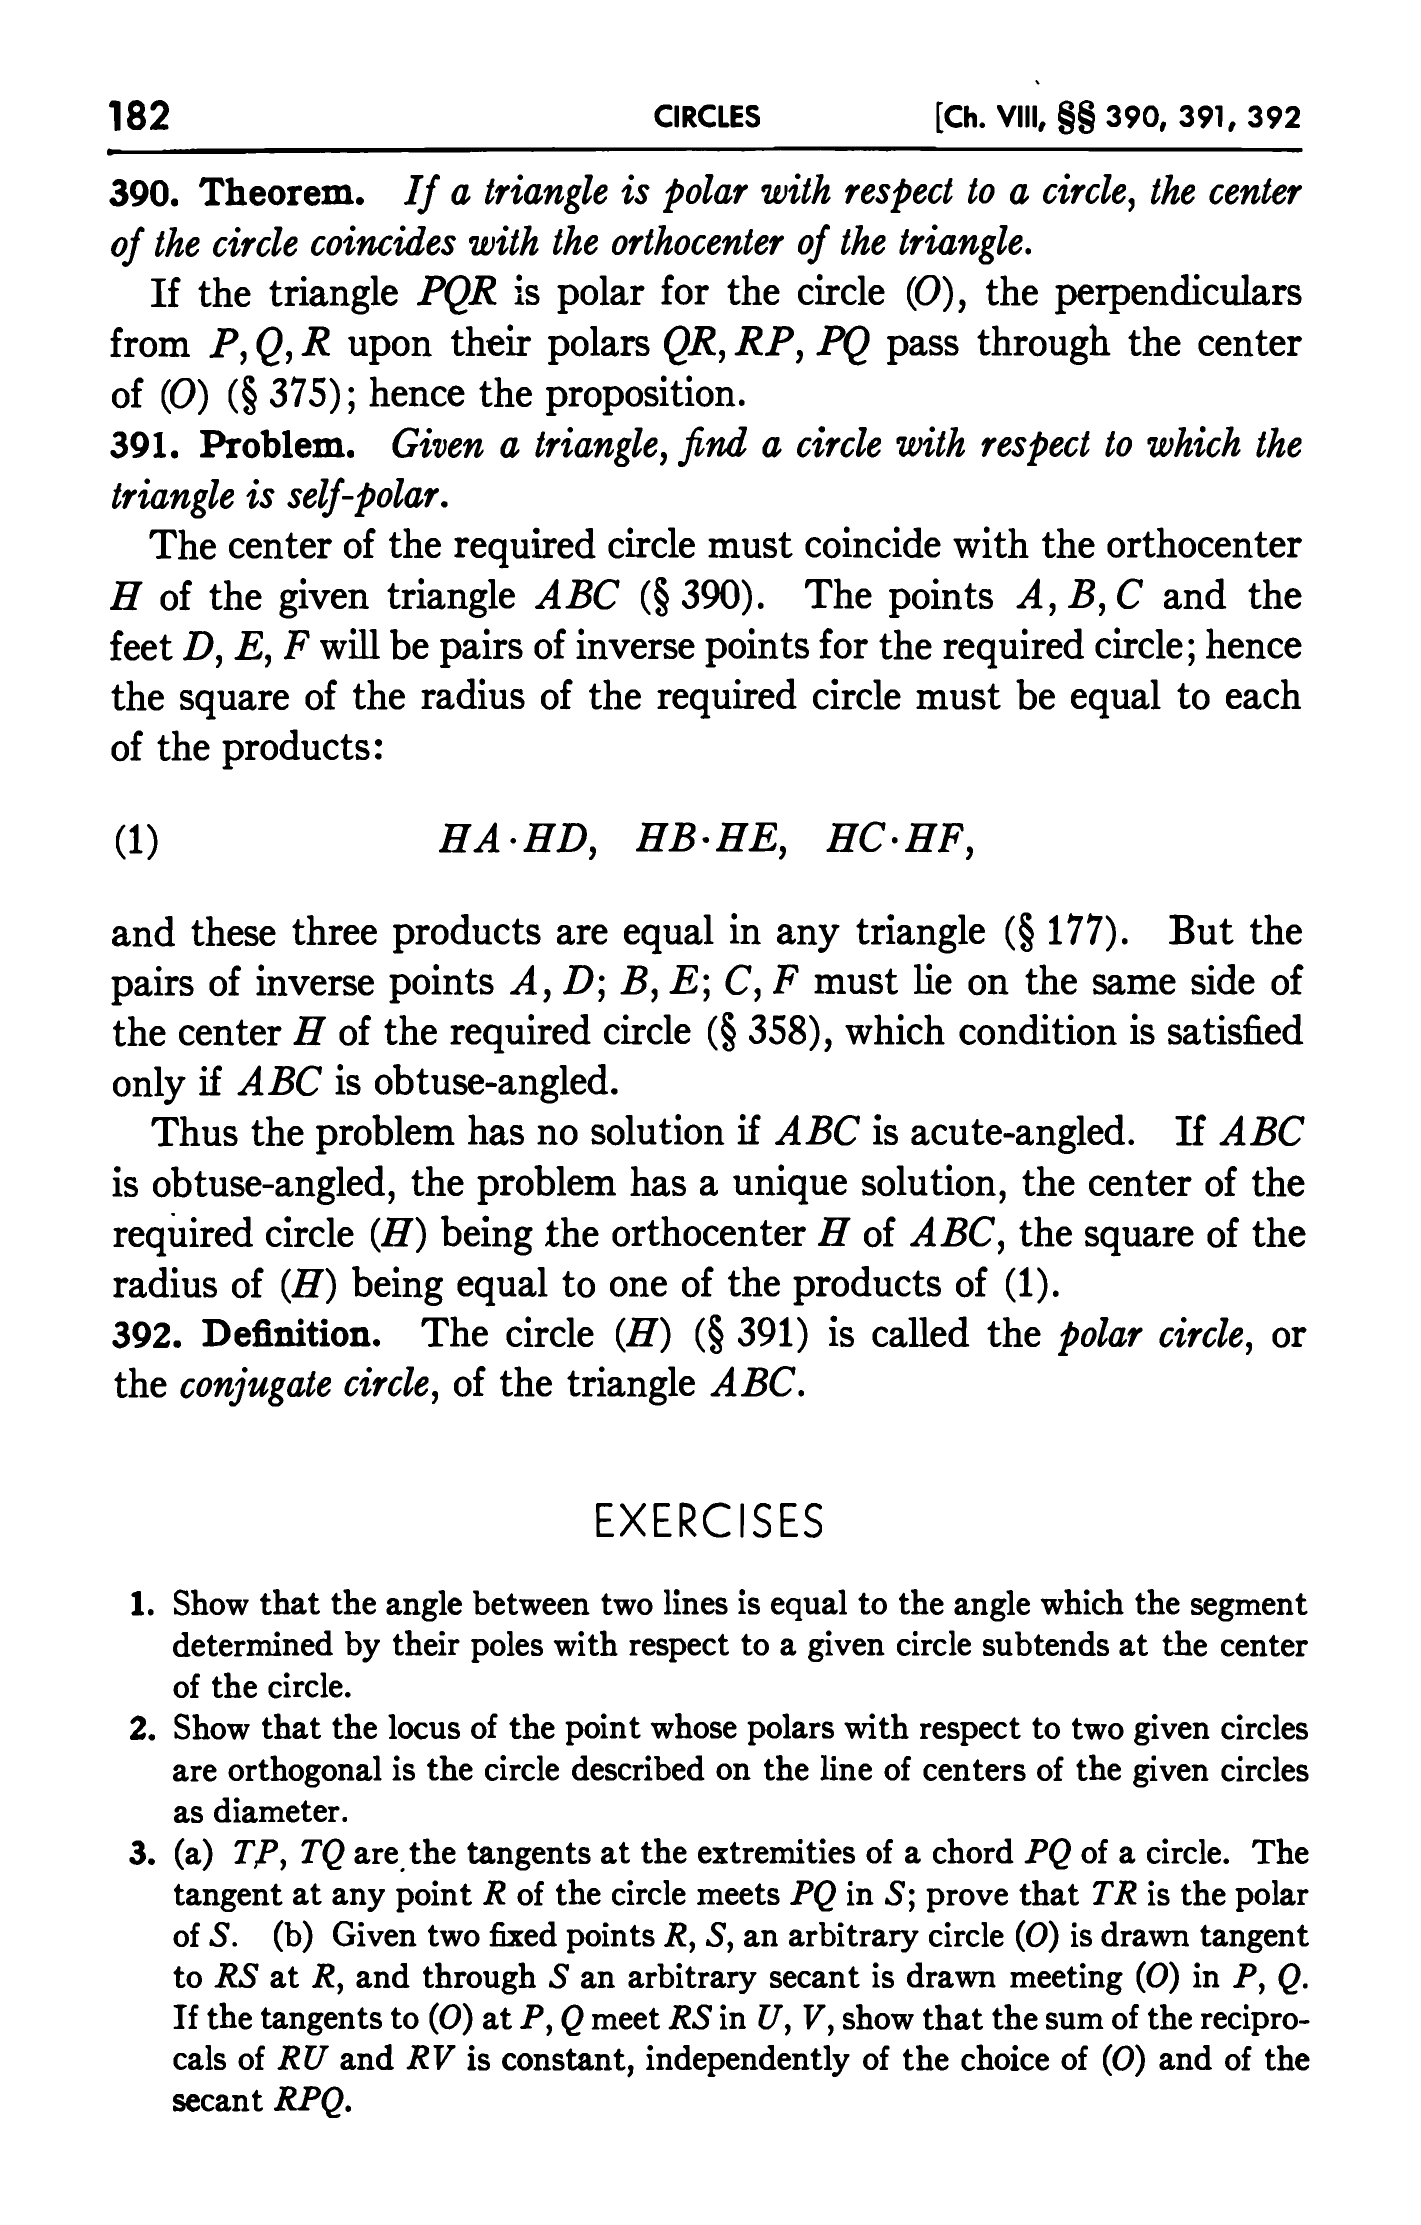 182 CIRCLES [Ch. VIII, §§ 390, 391, 392
390. Theorem. If a triangle is polar with respect to a circle, the center
of the circle coincides with the orthocenter of the triangle.
If the triangle PQR is polar for the circle (O), the perpendiculars
from P, Q, R upon their polars QR, RP, PQ pass through the center
of (O) (§ 375); hence the proposition.
391. Problem. Given a triangle, find a circle with respect to which the
triangle is self-polar.
The center of the required circle must coincide with the orthocenter
H of the given triangle ABC (§ 390). The points A, B, C and the
feet D, E, F will be pairs of inverse points for the required circle; hence
the square of the radius of the required circle must be equal to each
of the products:
(1) HA·HD, HB·HE, HC·HF,
and these three products are equal in any triangle (§ 177). But the
pairs of inverse points A, D; B, E; C, F must lie on the same side of
the center H of the required circle (§ 358), which condition is satisfied
only if ABC is obtuse-angled.
Thus the problem has no solution if ABC is acute-angled. If ABC
is obtuse-angled, the problem has a unique solution, the center of the
required circle (H) being the orthocenter H of ABC, the square of the
radius of (H) being equal to one of the products of (1).
392. Definition. The circle (H) (§ 391) is called the polar circle, or
the conjugate circle, of the triangle ABC.
EXERCISES
1. Show that the angle between two lines is equal to the angle which the segment
determined by their poles with respect to a given circle subtends at the center
of the circle.
2. Show that the locus of the point whose polars with respect to two given circles
are orthogonal is the circle described on the line of centers of the given circles
as diameter.
3. (a) TP, TQ are the tangents at the extremities of a chord PQ of a circle. The
tangent at any point R of the circle meets PQ in S; prove that TR is the polar
of S. (b) Given two fixed points R, S, an arbitrary circle (O) is drawn tangent
to RS at R, and through S an arbitrary secant is drawn meeting (O) in P, Q.
If the tangents to (O) at P, Q meet RS in U, V, show that the sum of the recipro-
cals of RU and RV is constant, independently of the choice of (O) and of the
secant RPQ.